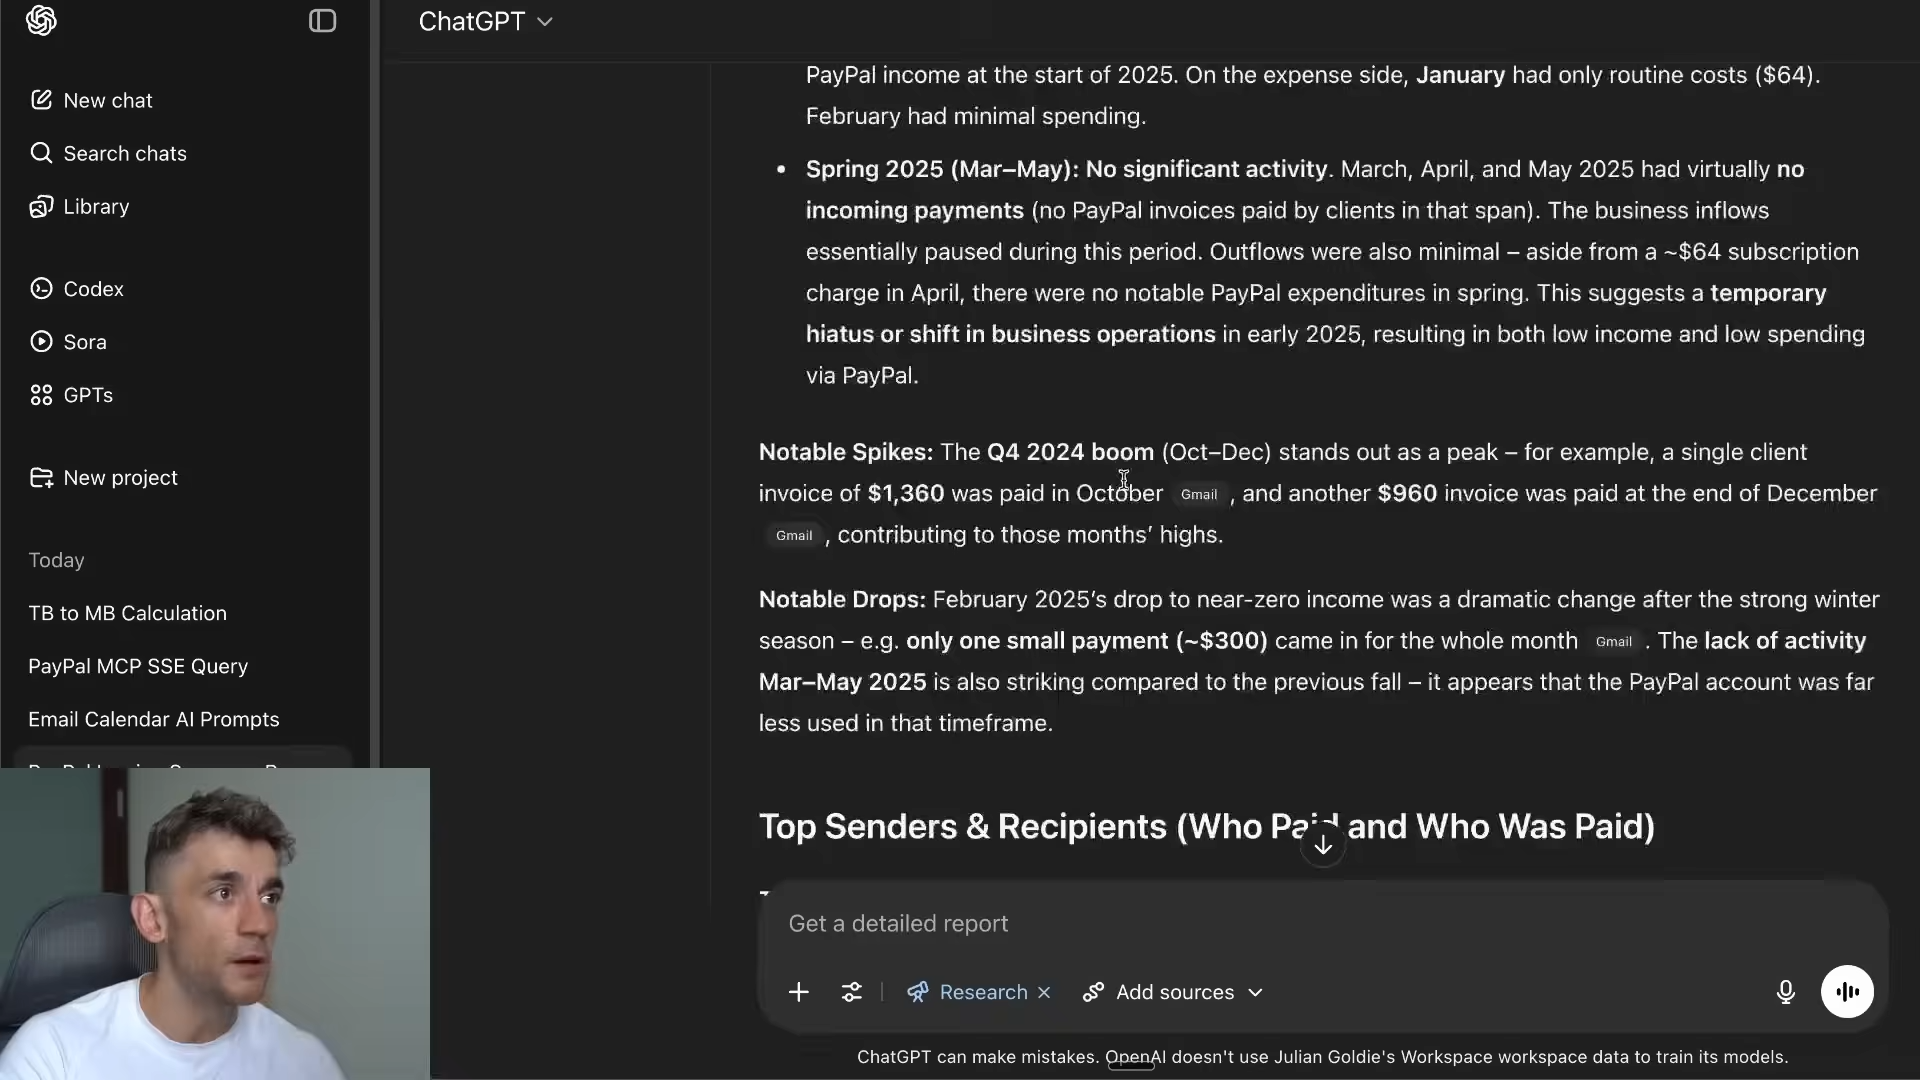 ChatGPT
New chat
Search chats
Library
Codex
Sora
GPTs
New project
Today
TB to MB Calculation
PayPal MCP SSE Query
Email Calendar AI Prompts
PayPal income at the start of 2025. On the expense side, January had only routine costs ($64).
February had minimal spending.
• Spring 2025 (Mar–May): No significant activity. March, April, and May 2025 had virtually no
incoming payments (no PayPal invoices paid by clients in that span). The business inflows
essentially paused during this period. Outflows were also minimal – aside from a ~$64 subscription
charge in April, there were no notable PayPal expenditures in spring. This suggests a temporary
hiatus or shift in business operations in early 2025, resulting in both low income and low spending
via PayPal.
Notable Spikes: The Q4 2024 boom (Oct–Dec) stands out as a peak – for example, a single client
invoice of $1,360 was paid in October Gmail , and another $960 invoice was paid at the end of December
Gmail , contributing to those months’ highs.
Notable Drops: February 2025’s drop to near-zero income was a dramatic change after the strong winter
season – e.g. only one small payment (~$300) came in for the whole month Gmail . The lack of activity
Mar–May 2025 is also striking compared to the previous fall – it appears that the PayPal account was far
less used in that timeframe.
Top Senders & Recipients (Who Paid and Who Was Paid)
Get a detailed report
Research × Add sources
ChatGPT can make mistakes. OpenAI doesn't use Julian Goldie's Workspace workspace data to train its models.